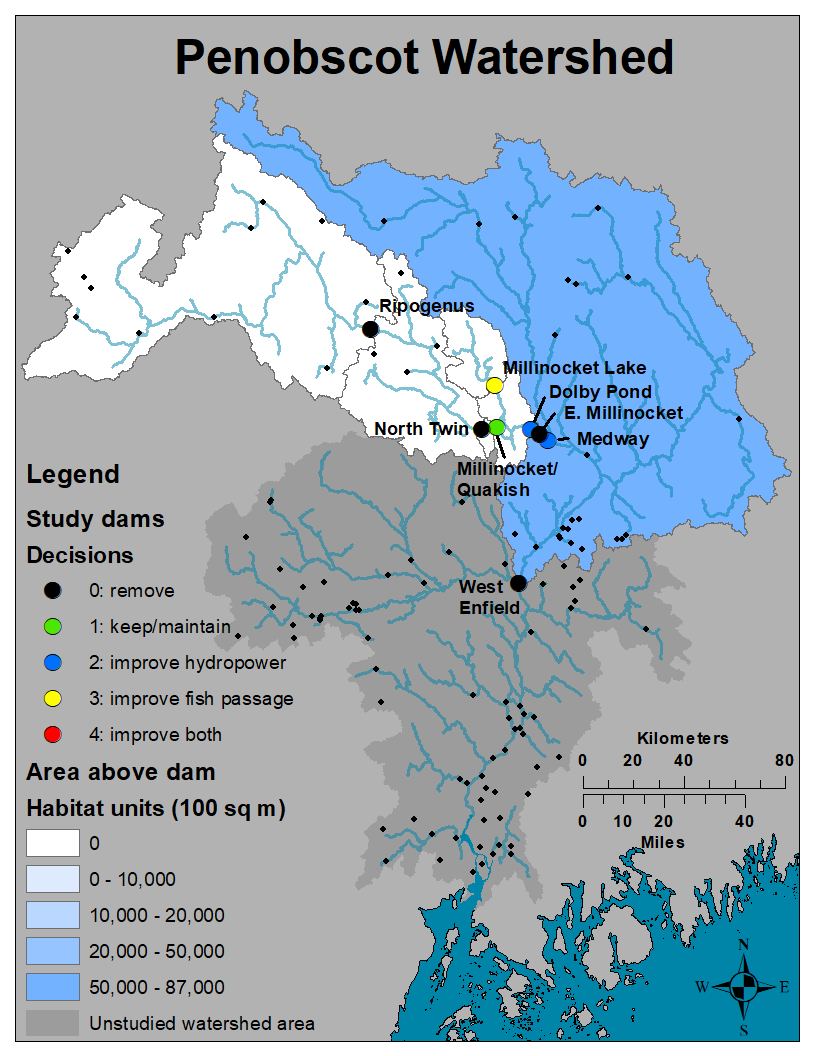 Penobscot Watershed
Ripogenus
Millinocket Lake
Dolby Pond
E. Millinocket
North Twin
Medway
Millinocket/
Quakish
West
Enfield
Legend
Study dams
Decisions
0: remove
1: keep/maintain
2: improve hydropower
3: improve fish passage
4: improve both
Area above dam
Habitat units (100 sq m)
0
0 - 10,000
10,000 - 20,000
20,000 - 50,000
50,000 - 87,000
Unstudied watershed area
Kilometers
0 20 40 80
0 10 20 40
Miles
N
W E
S